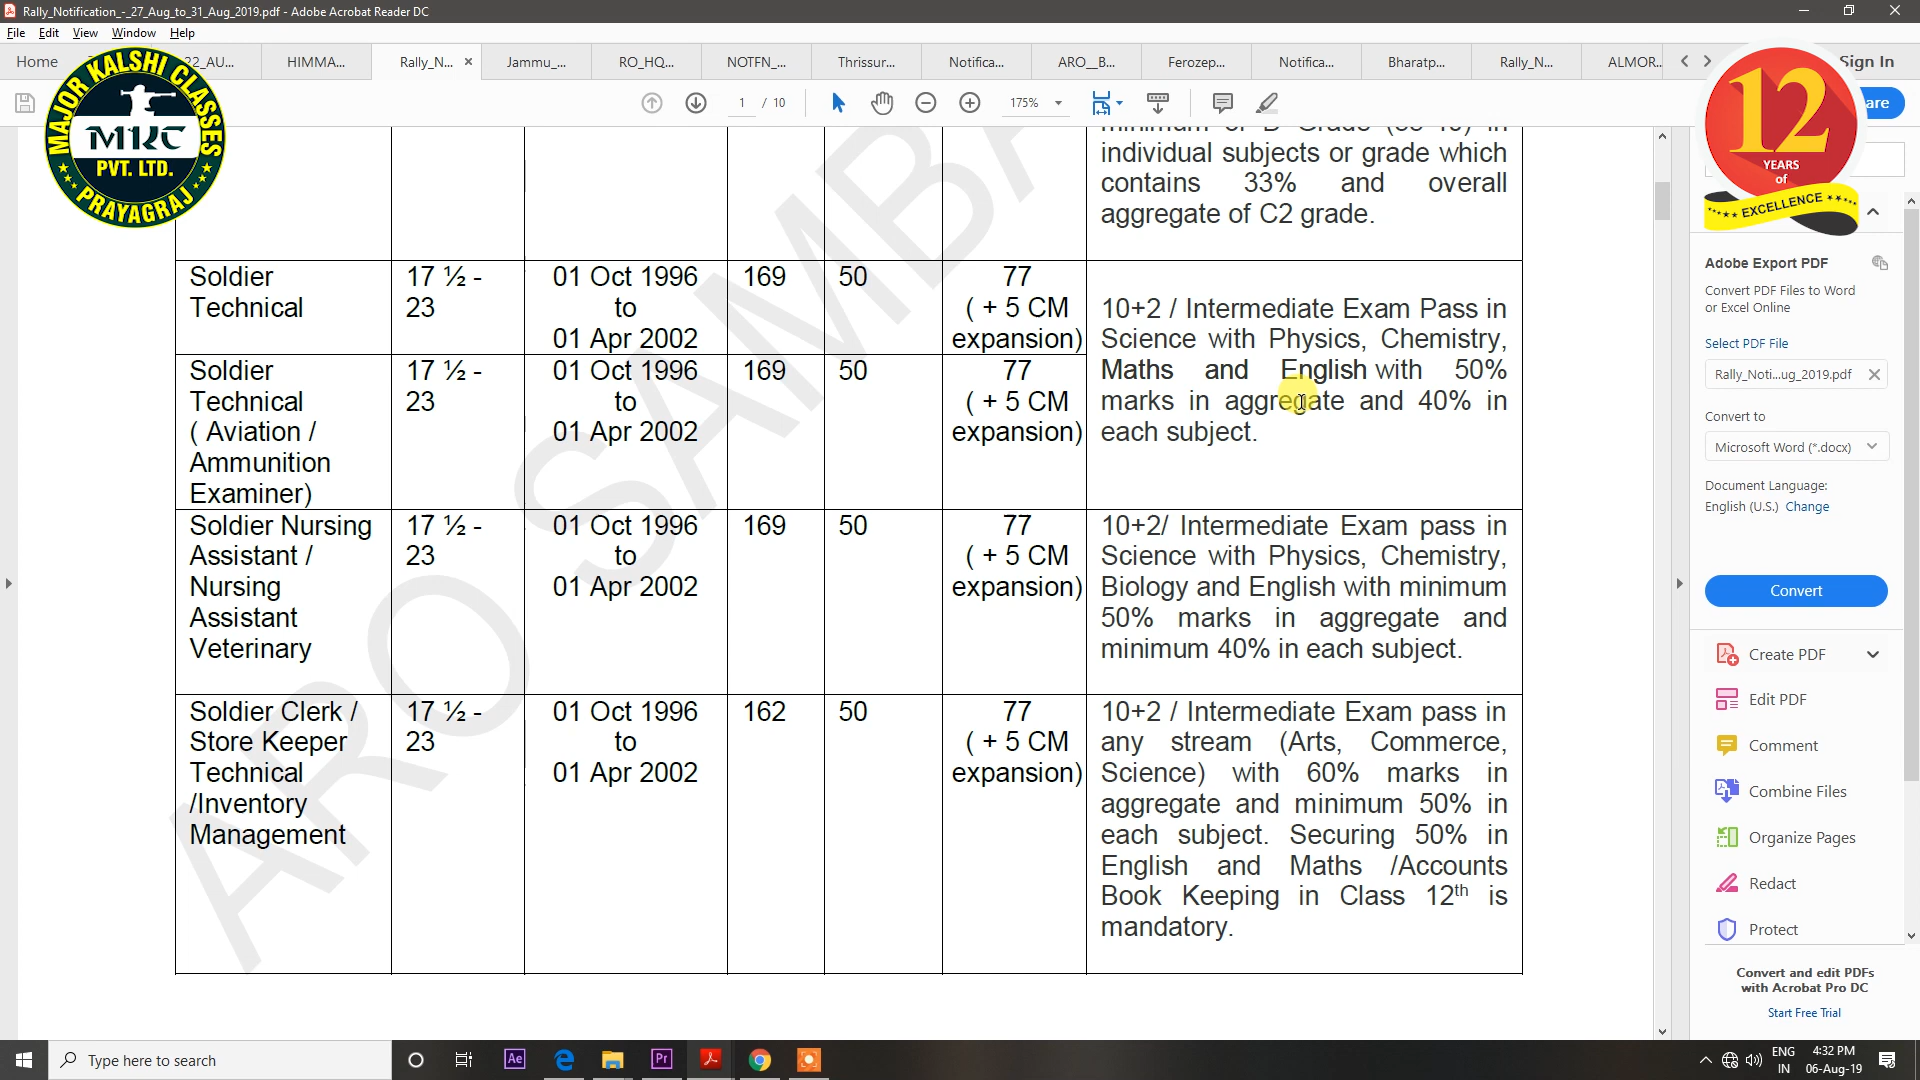 Rally_Notification_-_27_Aug_to_31_Aug_2019.pdf - Adobe Acrobat Reader DC
File Edit View Window Help
Home 22_AU... HIMMA... Rally_N... Jammu_... RO_HQ... NOTFN_... Thrissur... Notifica... ARO__B... Ferozep... Notifica... Bharatp... Rally_N... ALMOR... Sign In
1 / 10 175%
MAJOR KALSHI CLASSES
MKC
PVT. LTD.
PRAYAGRAJ
12
YEARS
of
EXCELLENCE
individual subjects or grade which
contains 33% and overall
aggregate of C2 grade.
Soldier
Technical
17 ½ -
23
01 Oct 1996
to
01 Apr 2002
169
50
77
( + 5 CM
expansion)
10+2 / Intermediate Exam Pass in
Science with Physics, Chemistry,
Maths and English with 50%
marks in aggregate and 40% in
each subject.
Soldier
Technical
( Aviation /
Ammunition
Examiner)
17 ½ -
23
01 Oct 1996
to
01 Apr 2002
169
50
77
( + 5 CM
expansion)
Soldier Nursing
Assistant /
Nursing
Assistant
Veterinary
17 ½ -
23
01 Oct 1996
to
01 Apr 2002
169
50
77
( + 5 CM
expansion)
10+2/ Intermediate Exam pass in
Science with Physics, Chemistry,
Biology and English with minimum
50% marks in aggregate and
minimum 40% in each subject.
Soldier Clerk /
Store Keeper
Technical
/Inventory
Management
17 ½ -
23
01 Oct 1996
to
01 Apr 2002
162
50
77
( + 5 CM
expansion)
10+2 / Intermediate Exam pass in
any stream (Arts, Commerce,
Science) with 60% marks in
aggregate and minimum 50% in
each subject. Securing 50% in
English and Maths /Accounts
Book Keeping in Class 12th is
mandatory.
ARO SAMBA
Adobe Export PDF
Convert PDF Files to Word
or Excel Online
Select PDF File
Rally_Noti...ug_2019.pdf
Convert to
Microsoft Word (*.docx)
Document Language:
English (U.S.) Change
Convert
Create PDF
Edit PDF
Comment
Combine Files
Organize Pages
Redact
Protect
Convert and edit PDFs
with Acrobat Pro DC
Start Free Trial
Type here to search
Ae
Pr
ENG
IN
4:32 PM
06-Aug-19